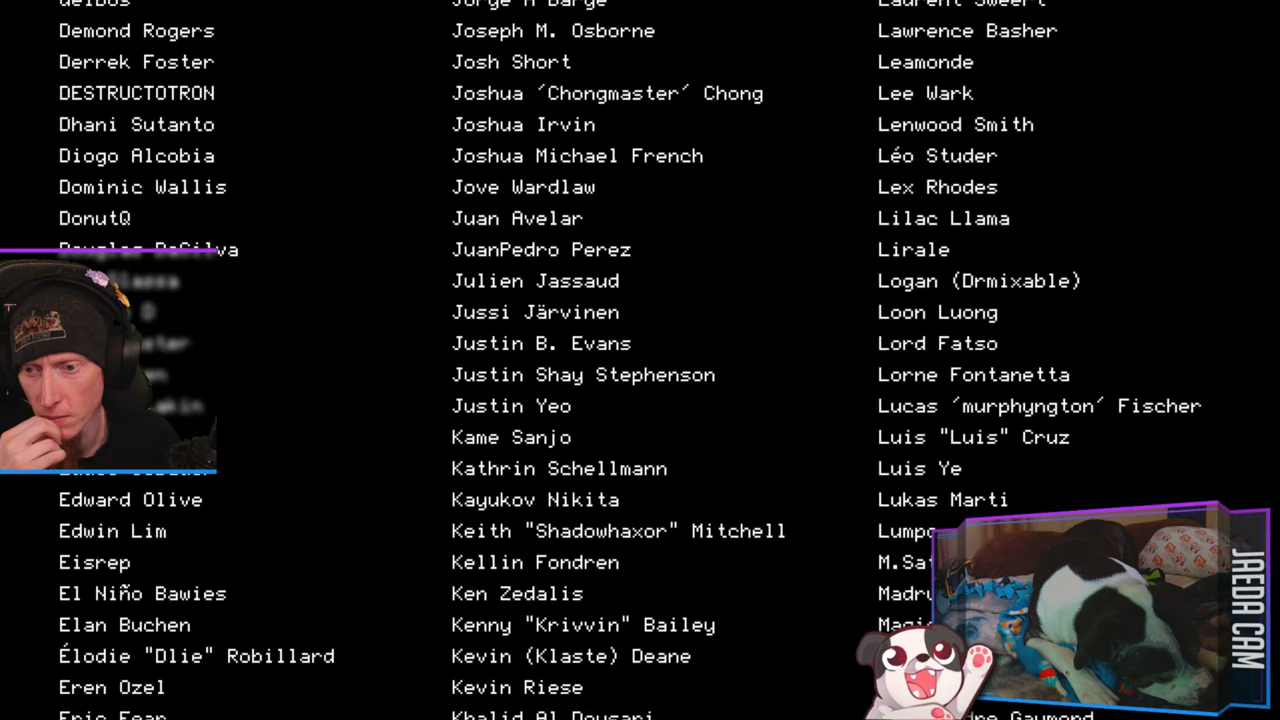 Demond Rogers
Derrek Foster
DESTRUCTOTRON
Dhani Sutanto
Diogo Alcobia
Dominic Wallis
DonutQ
Edward Olive
Edwin Lim
Eisrep
El Niño Bawies
Elan Buchen
Élodie "Dlie" Robillard
Eren Ozel
Joseph M. Osborne
Josh Short
Joshua ´Chongmaster´ Chong
Joshua Irvin
Joshua Michael French
Jove Wardlaw
Juan Avelar
JuanPedro Perez
Julien Jassaud
Jussi Järvinen
Justin B. Evans
Justin Shay Stephenson
Justin Yeo
Kame Sanjo
Kathrin Schellmann
Kayukov Nikita
Keith "Shadowhaxor" Mitchell
Kellin Fondren
Ken Zedalis
Kenny "Krivvin" Bailey
Kevin (Klaste) Deane
Kevin Riese
Lawrence Basher
Leamonde
Lee Wark
Lenwood Smith
Léo Studer
Lex Rhodes
Lilac Llama
Lirale
Logan (Drmixable)
Loon Luong
Lord Fatso
Lorne Fontanetta
Lucas ´murphyngton´ Fischer
Luis "Luis" Cruz
Luis Ye
Lukas Marti
JAEDA CAM